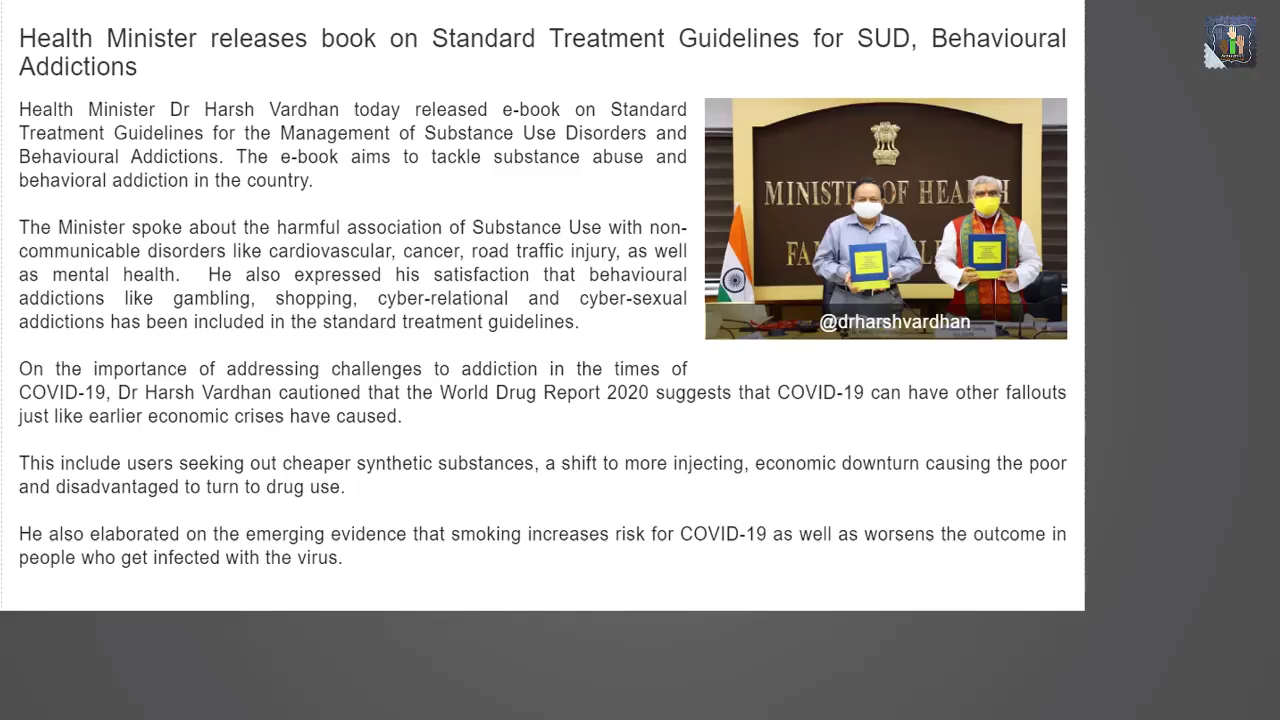 Health Minister releases book on Standard Treatment Guidelines for SUD, Behavioural
Addictions
Health Minister Dr Harsh Vardhan today released e-book on Standard
Treatment Guidelines for the Management of Substance Use Disorders and
Behavioural Addictions. The e-book aims to tackle substance abuse and
behavioral addiction in the country.
The Minister spoke about the harmful association of Substance Use with non-
communicable disorders like cardiovascular, cancer, road traffic injury, as well
as mental health. He also expressed his satisfaction that behavioural
addictions like gambling, shopping, cyber-relational and cyber-sexual
addictions has been included in the standard treatment guidelines.
MINISTE OF HEA H
FA ELF
@drharshvardhan
On the importance of addressing challenges to addiction in the times of
COVID-19, Dr Harsh Vardhan cautioned that the World Drug Report 2020 suggests that COVID-19 can have other fallouts
just like earlier economic crises have caused.
This include users seeking out cheaper synthetic substances, a shift to more injecting, economic downturn causing the poor
and disadvantaged to turn to drug use.
He also elaborated on the emerging evidence that smoking increases risk for COVID-19 as well as worsens the outcome in
people who get infected with the virus.